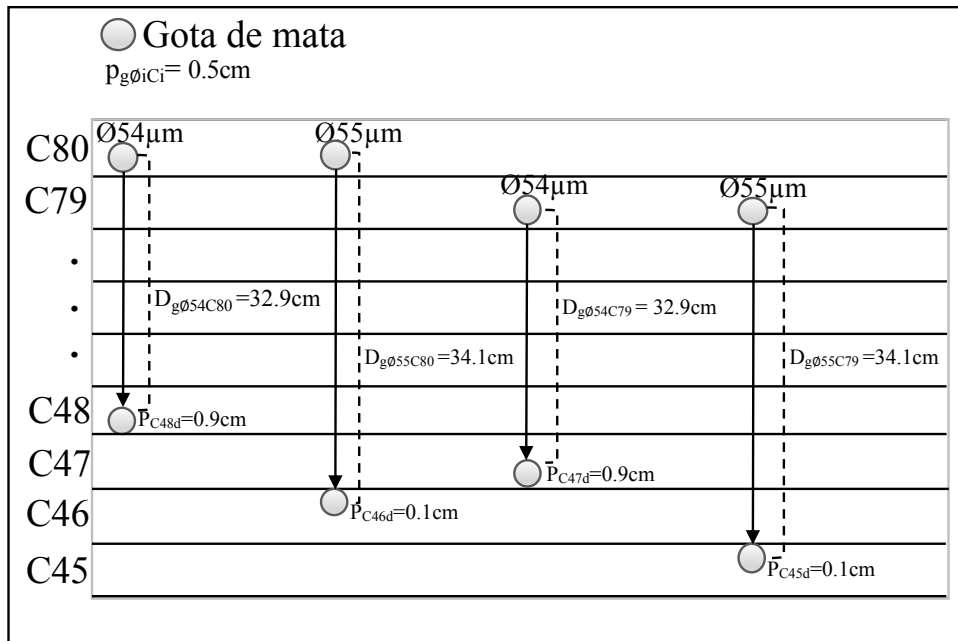 Gota de mata
pgøiCi= 0.5cm
C80
Ø54µm
Ø55µm
C79
Ø54µm
Ø55µm
.
.
.
Dgø54C80 =32.9cm
Dgø54C79 = 32.9cm
Dgø55C80 =34.1cm
Dgø55C79 =34.1cm
C48
PC48d=0.9cm
C47
PC47d=0.9cm
C46
PC46d=0.1cm
C45
PC45d=0.1cm